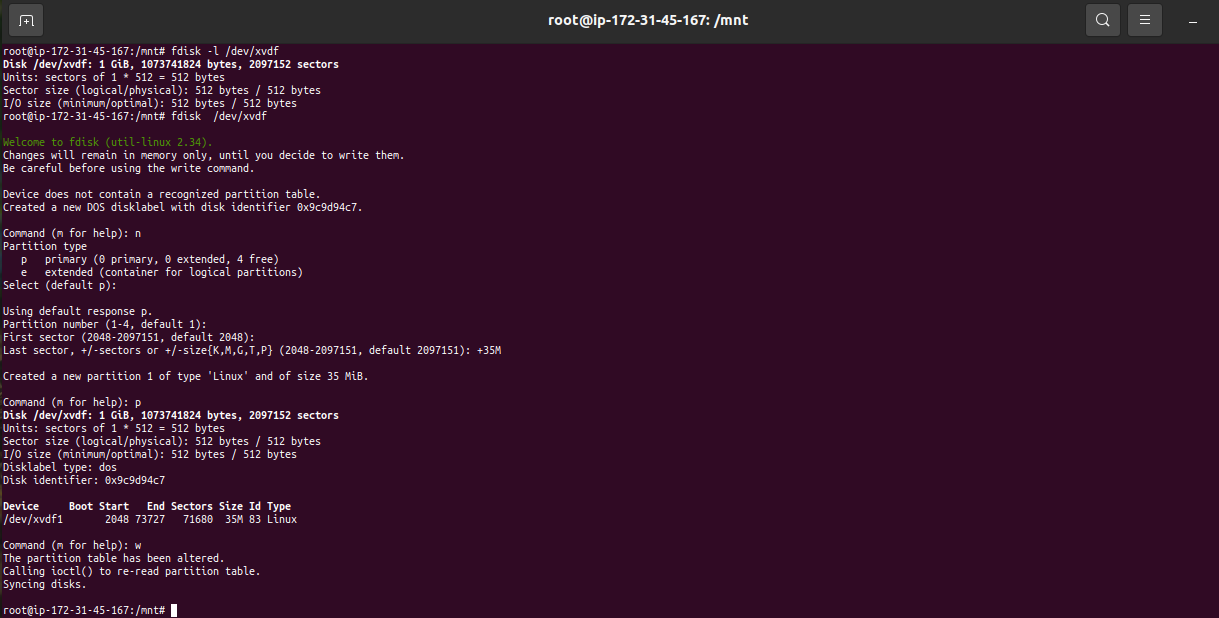 root@ip-172-31-45-167: /mnt
root@ip-172-31-45-167:/mnt# fdisk -l /dev/xvdf
Disk /dev/xvdf: 1 GiB, 1073741824 bytes, 2097152 sectors
Units: sectors of 1 * 512 = 512 bytes
Sector size (logical/physical): 512 bytes / 512 bytes
I/O size (minimum/optimal): 512 bytes / 512 bytes
root@ip-172-31-45-167:/mnt# fdisk  /dev/xvdf
Welcome to fdisk (util-linux 2.34).
Changes will remain in memory only, until you decide to write them.
Be careful before using the write command.
Device does not contain a recognized partition table.
Created a new DOS disklabel with disk identifier 0x9c9d94c7.
Command (m for help): n
Partition type
   p   primary (0 primary, 0 extended, 4 free)
   e   extended (container for logical partitions)
Select (default p):
Using default response p.
Partition number (1-4, default 1):
First sector (2048-2097151, default 2048):
Last sector, +/-sectors or +/-size{K,M,G,T,P} (2048-2097151, default 2097151): +35M
Created a new partition 1 of type 'Linux' and of size 35 MiB.
Command (m for help): p
Disk /dev/xvdf: 1 GiB, 1073741824 bytes, 2097152 sectors
Units: sectors of 1 * 512 = 512 bytes
Sector size (logical/physical): 512 bytes / 512 bytes
I/O size (minimum/optimal): 512 bytes / 512 bytes
Disklabel type: dos
Disk identifier: 0x9c9d94c7
Device     Boot Start   End Sectors Size Id Type
/dev/xvdf1       2048 73727   71680  35M 83 Linux
Command (m for help): w
The partition table has been altered.
Calling ioctl() to re-read partition table.
Syncing disks.
root@ip-172-31-45-167:/mnt#